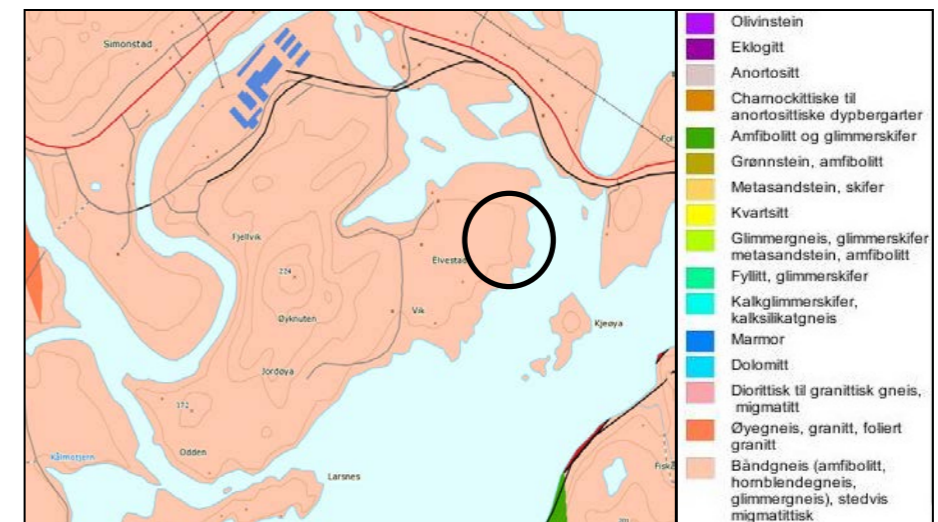 Simonstad
Fjellvik
224
Øyknuten
Elvestad
Vik
Kjeøya
Jordøya
172
Odden
Kålmotjern
Larsnes
Olivinstein
Eklogitt
Anortositt
Charnockittiske til
anortosittiske dypbergarter
Amfibolitt og glimmerskifer
Grønnstein, amfibolitt
Metasandstein, skifer
Kvartsitt
Glimmergneis, glimmerskifer
metasandstein, amfibolitt
Fyllitt, glimmerskifer
Kalkglimmerskifer,
kalksilikatgneis
Marmor
Dolomitt
Diorittisk til granittisk gneis,
migmatitt
Øyegneis, granitt, foliert
granitt
Båndgneis (amfibolitt,
hornblendegneis,
glimmergneis), stedvis
migmatittisk